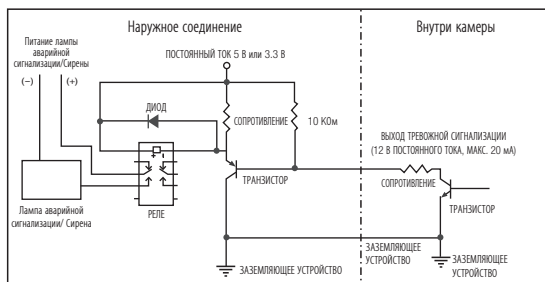 Наружное соединение
Внутри камеры
Питание лампы
аварийной
сигнализации/Сирены
(–)
(+)
ПОСТОЯННЫЙ ТОК 5 В или 3.3 В
ДИОД
СОПРОТИВЛЕНИЕ
10 КОм
ВЫХОД ТРЕВОЖНОЙ СИГНАЛИЗАЦИИ
(12 В ПОСТОЯННОГО ТОКА, МАКС. 20 мА)
+
-
ТРАНЗИСТОР
СОПРОТИВЛЕНИЕ
ТРАНЗИСТОР
РЕЛЕ
Лампа аварийной
сигнализации/ Сирена
ЗАЗЕМЛЯЮЩЕЕ УСТРОЙСТВО
ЗАЗЕМЛЯЮЩЕЕ
УСТРОЙСТВО
ЗАЗЕМЛЯЮЩЕЕ
УСТРОЙСТВО